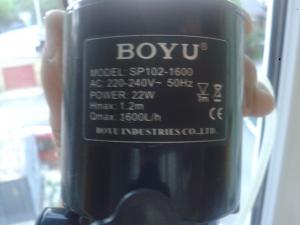 BOYU®
MODEL: SP102-1600
AC: 220-240V~ 50Hz
POWER: 22W
Hmax: 1.2m
Qmax: 1600L/h
1m
BOYU INDUSTRIES CO.,LTD.